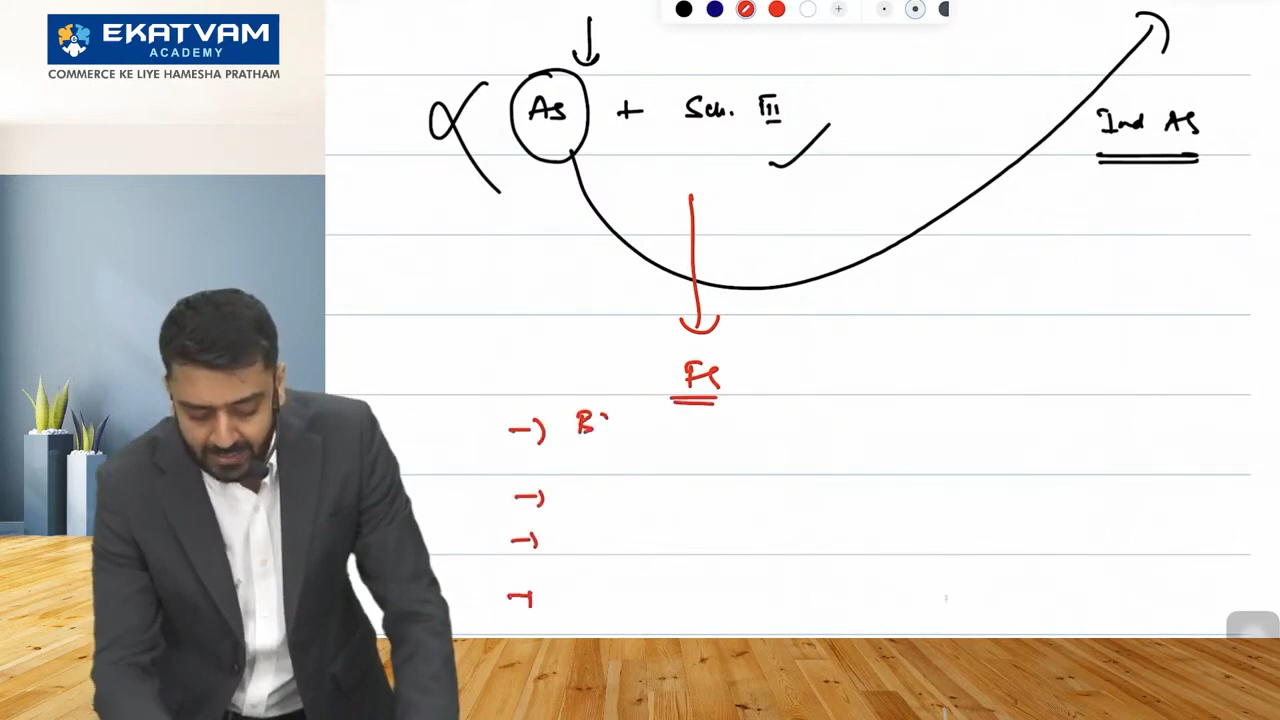 EKATVAM
ACADEMY
COMMERCE KE LIYE HAMESHA PRATHAM
AS + Sch. III
Ind AS
FS
B